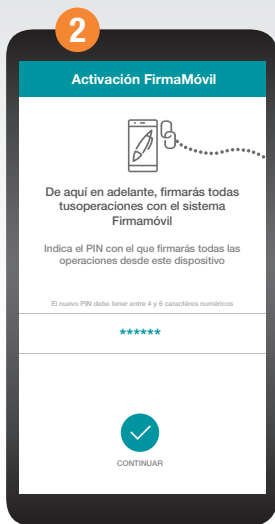 2
Activación FirmaMóvil
De aquí en adelante, firmarás todas
tusoperaciones con el sistema
Firmamóvil
Indica el PIN con el que firmarás todas las
operaciones desde este dispositivo
El nuevo PIN debe tener entre 4 y 6 caractéres numéricos
******
CONTINUAR